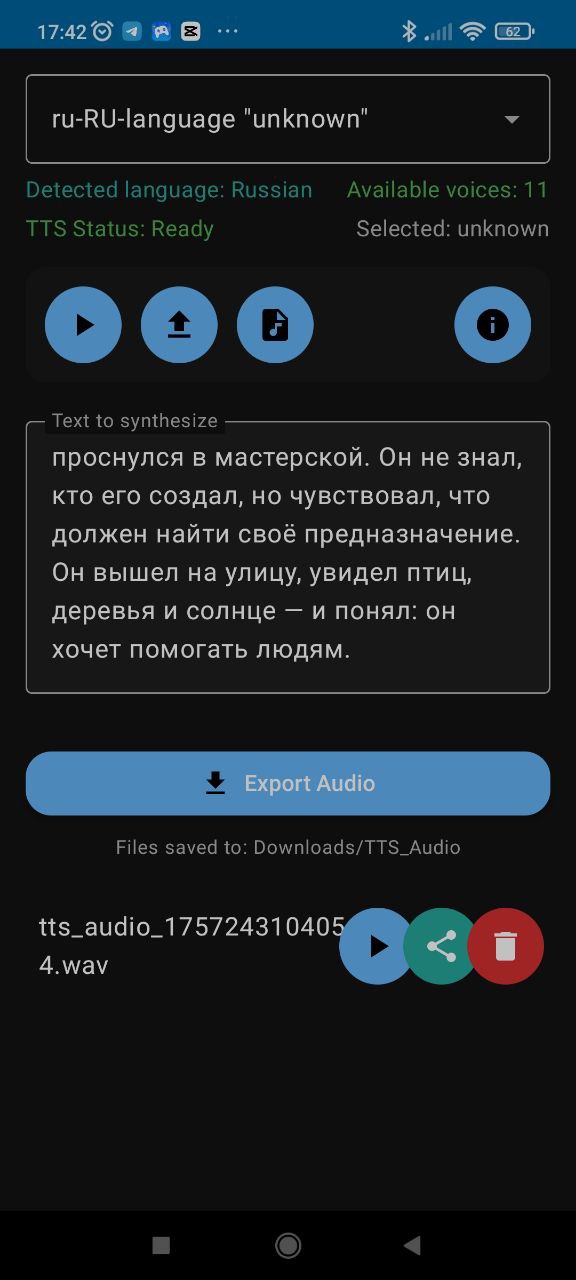 17:42
62
ru-RU-language "unknown"
Detected language: Russian
Available voices: 11
TTS Status: Ready
Selected: unknown
Text to synthesize
проснулся в мастерской. Он не знал,
кто его создал, но чувствовал, что
должен найти своё предназначение.
Он вышел на улицу, увидел птиц,
деревья и солнце — и понял: он
хочет помогать людям.
Export Audio
Files saved to: Downloads/TTS_Audio
tts_audio_175724310405
4.wav